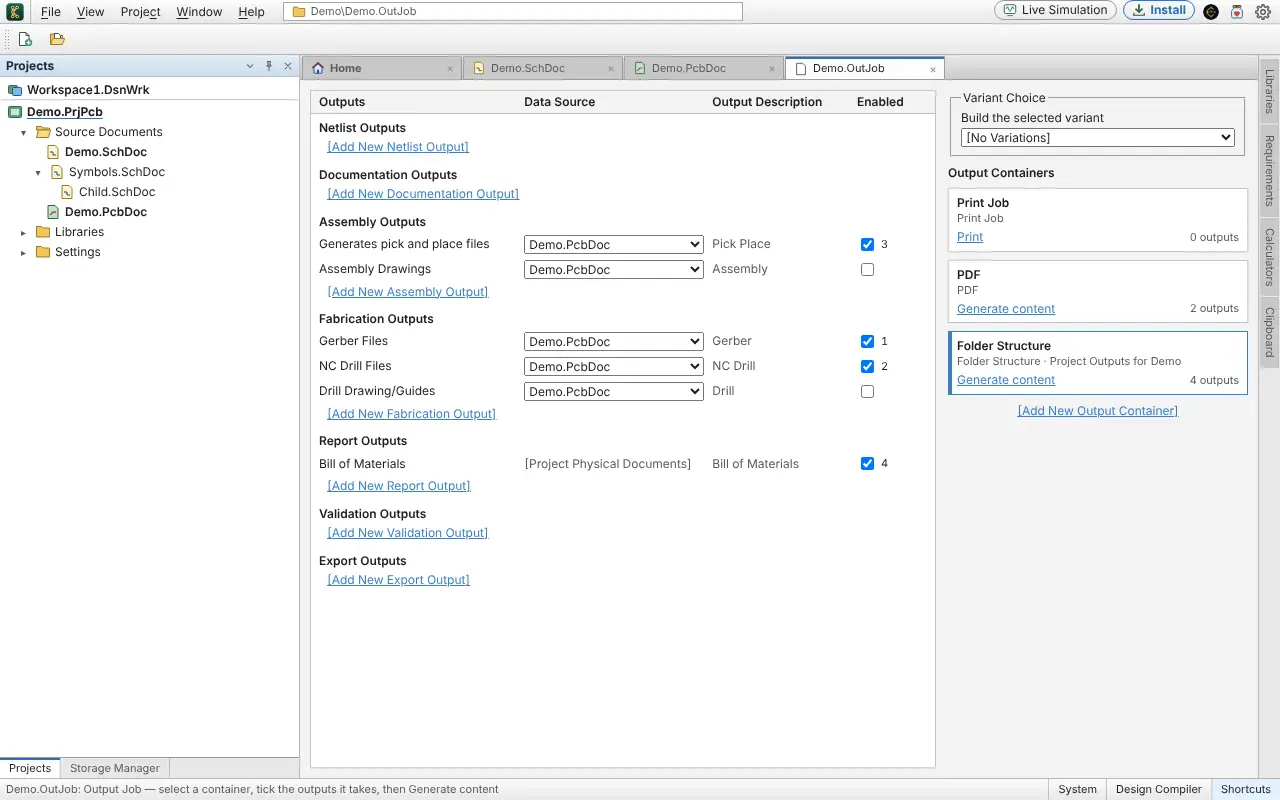 File View Project Window Help Demo\Demo.OutJob Live Simulation Install
Projects
Home Demo.SchDoc Demo.PcbDoc Demo.OutJob
Workspace1.DsnWrk
Demo.PrjPcb
Source Documents
Demo.SchDoc
Symbols.SchDoc
Child.SchDoc
Demo.PcbDoc
Libraries
Settings
Projects Storage Manager
Outputs Data Source Output Description Enabled
Netlist Outputs
[Add New Netlist Output]
Documentation Outputs
[Add New Documentation Output]
Assembly Outputs
Generates pick and place files Demo.PcbDoc Pick Place 3
Assembly Drawings Demo.PcbDoc Assembly
[Add New Assembly Output]
Fabrication Outputs
Gerber Files Demo.PcbDoc Gerber 1
NC Drill Files Demo.PcbDoc NC Drill 2
Drill Drawing/Guides Demo.PcbDoc Drill
[Add New Fabrication Output]
Report Outputs
Bill of Materials [Project Physical Documents] Bill of Materials 4
[Add New Report Output]
Validation Outputs
[Add New Validation Output]
Export Outputs
[Add New Export Output]
Variant Choice
Build the selected variant
[No Variations]
Output Containers
Print Job
Print Job
Print 0 outputs
PDF
PDF
Generate content 2 outputs
Folder Structure
Folder Structure · Project Outputs for Demo
Generate content 4 outputs
[Add New Output Container]
Libraries
Requirements
Calculators
Clipboard
Demo.OutJob: Output Job — select a container, tick the outputs it takes, then Generate content System Design Compiler Shortcuts